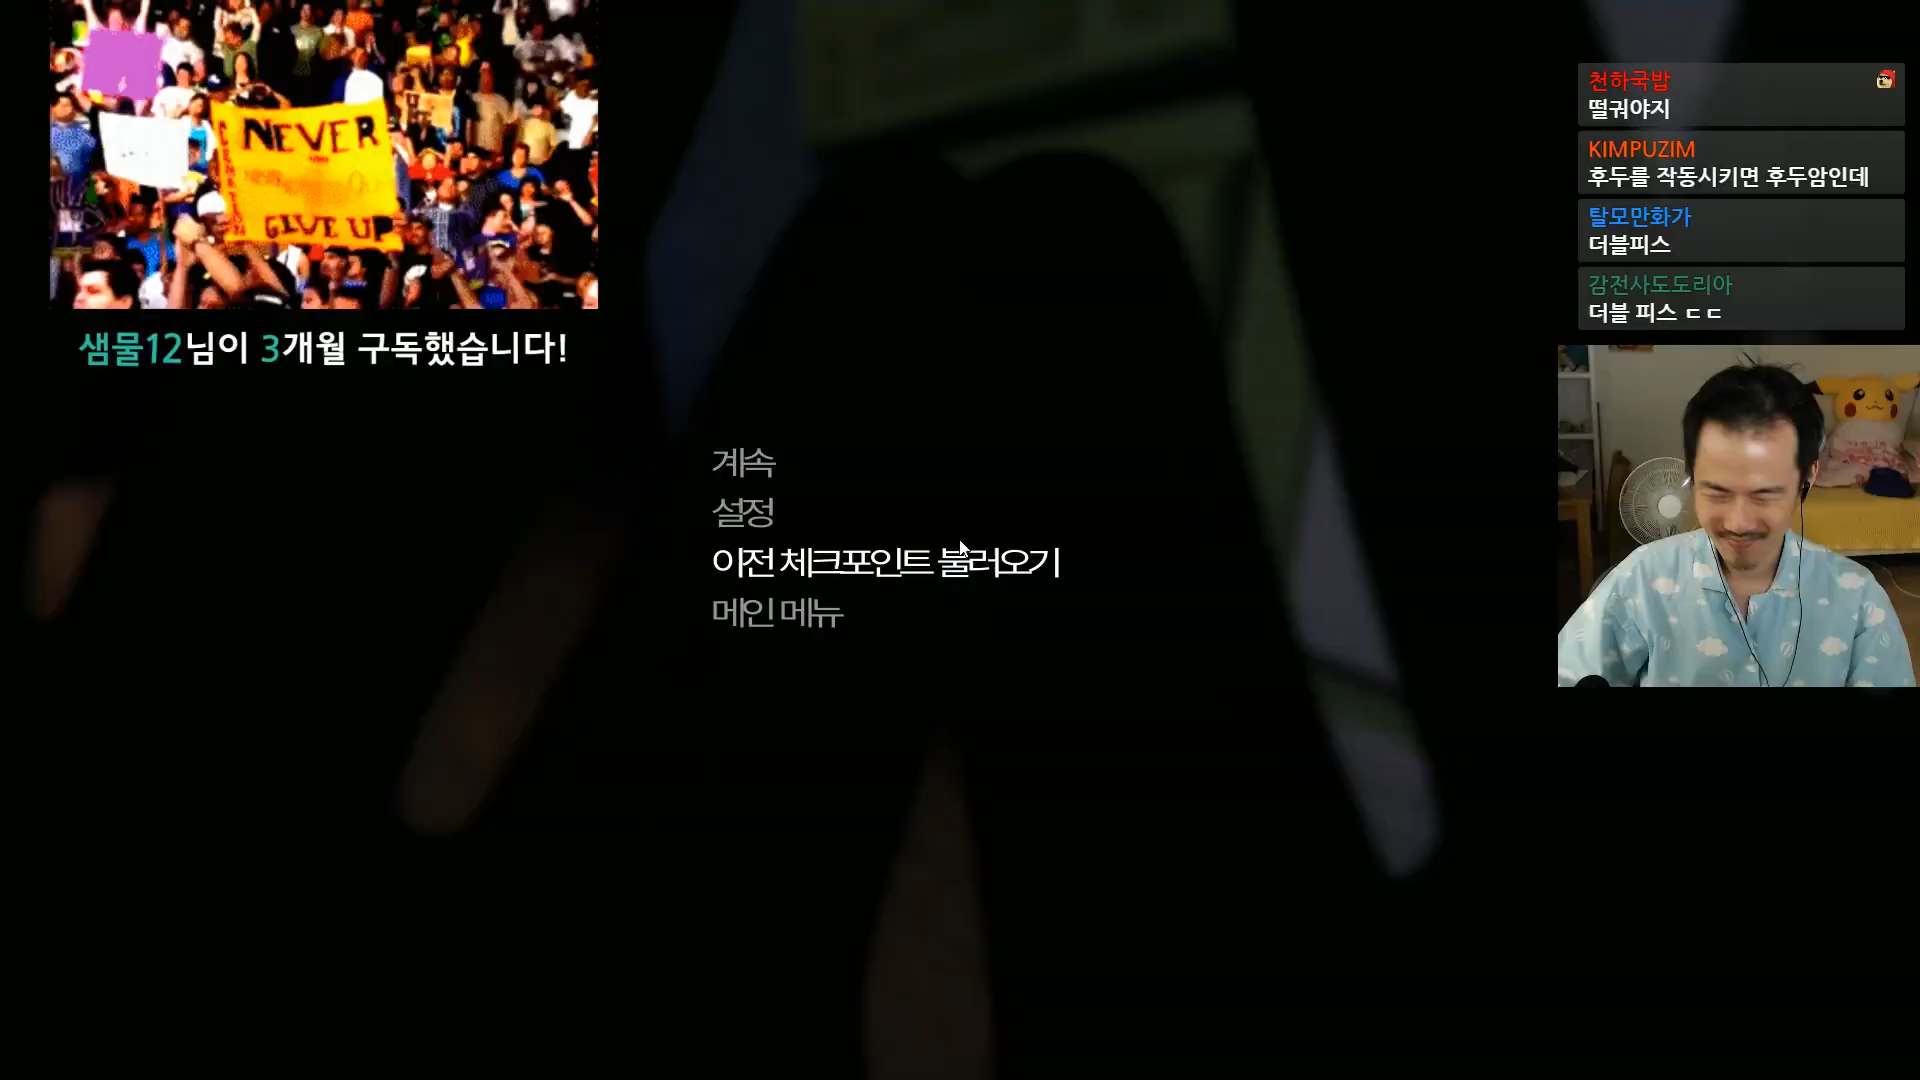 NEVER
GIVE UP
샘물12님이 3개월 구독했습니다!
계속
설정
이전 체크포인트 불러오기
메인 메뉴
천하국밥
떨궈야지
KIMPUZIM
후두를 작동시키면 후두암인데
탈모만화가
더블피스
감전사도도리아
더블 피스 ㄷㄷ